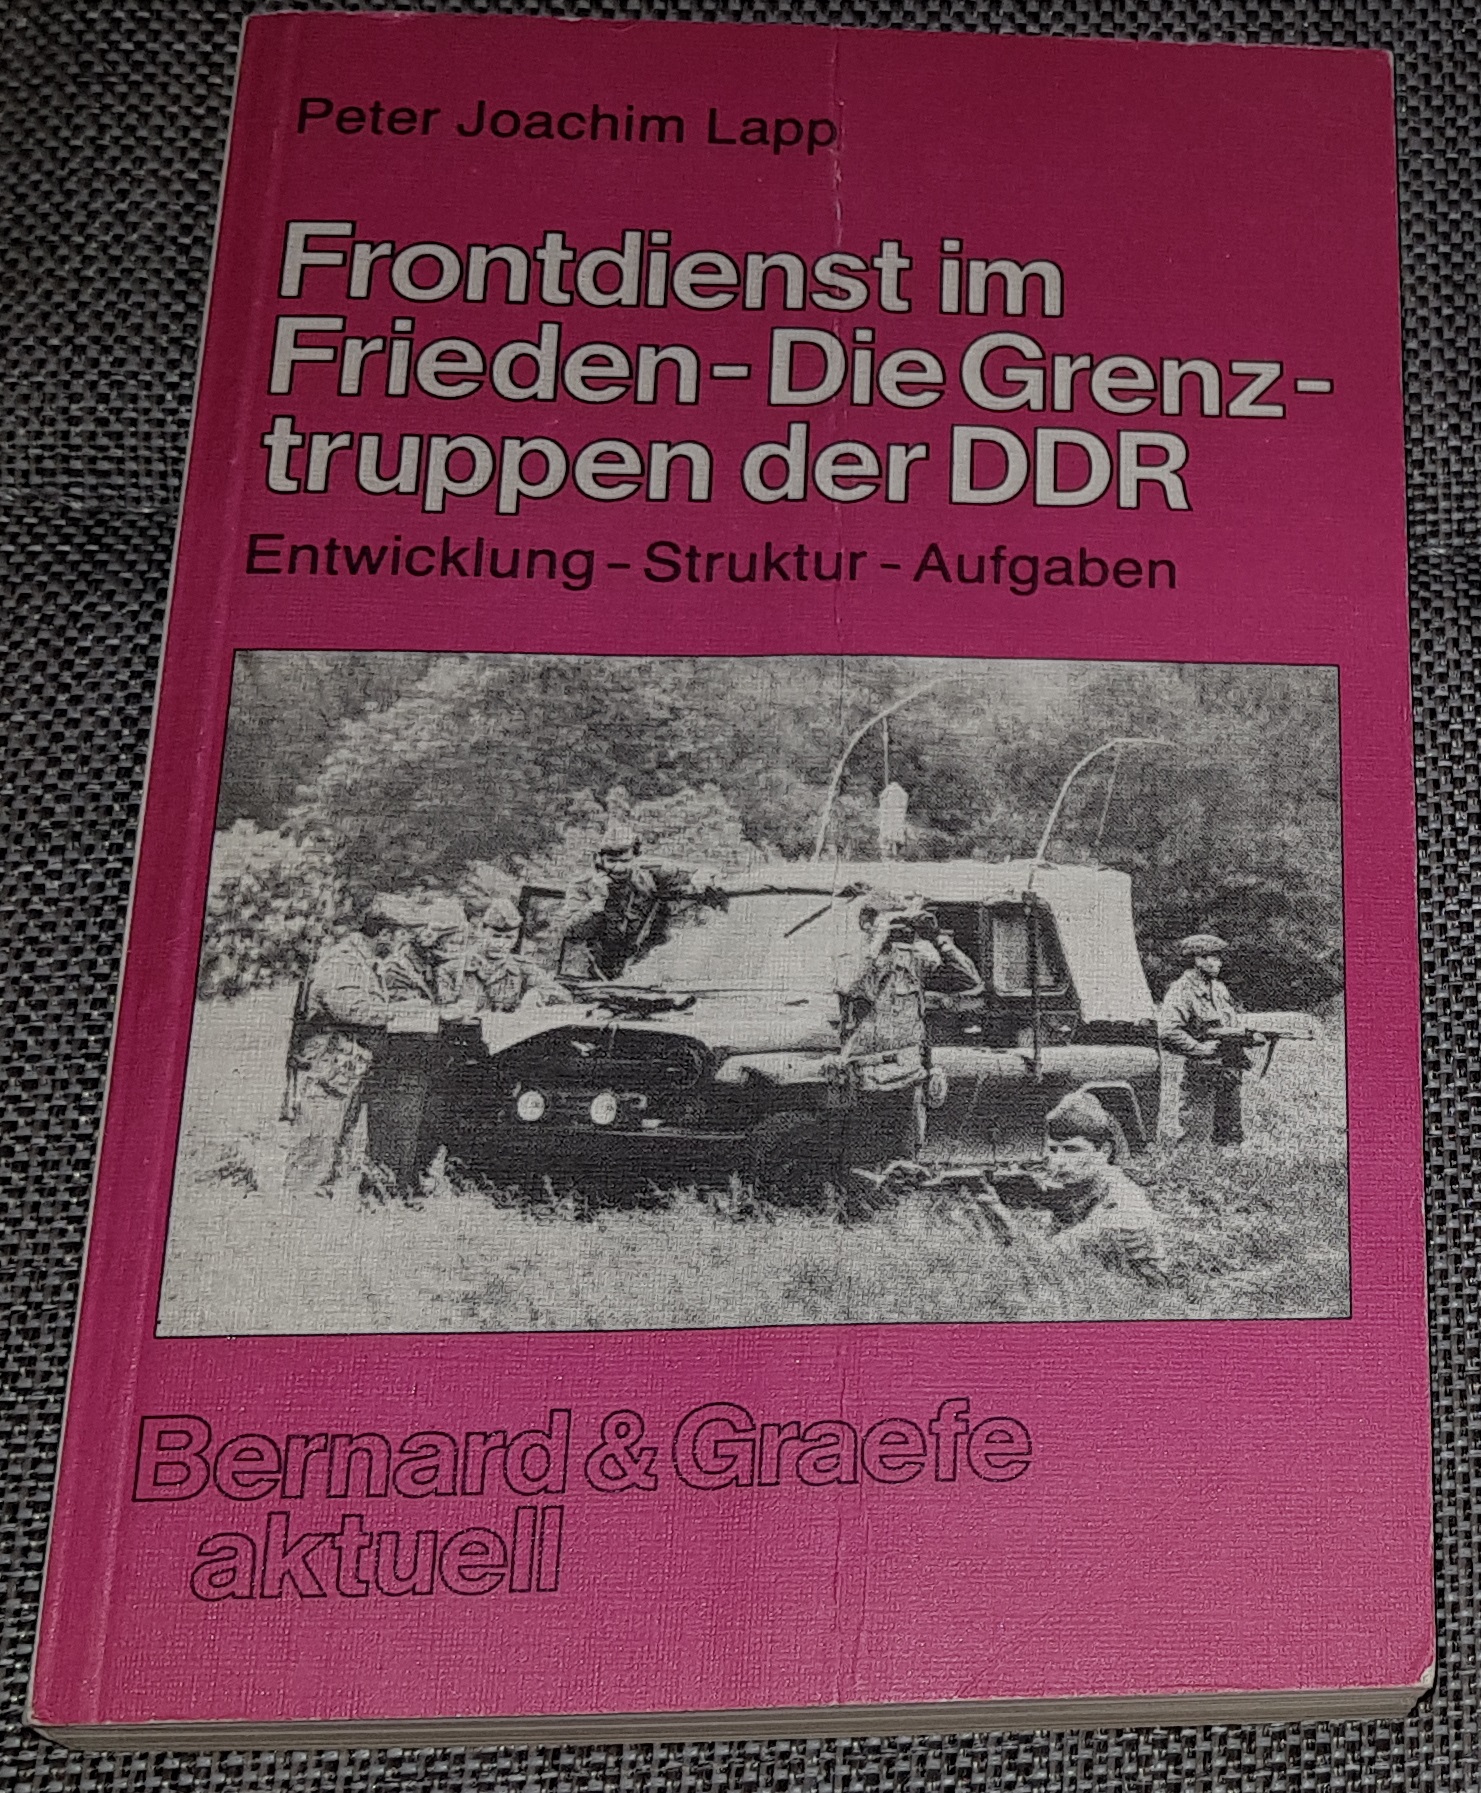 Peter Joachim Lapp
Frontdienst im
Frieden - Die Grenz-
truppen der DDR
Entwicklung - Struktur - Aufgaben
Bernard & Graefe
aktuell